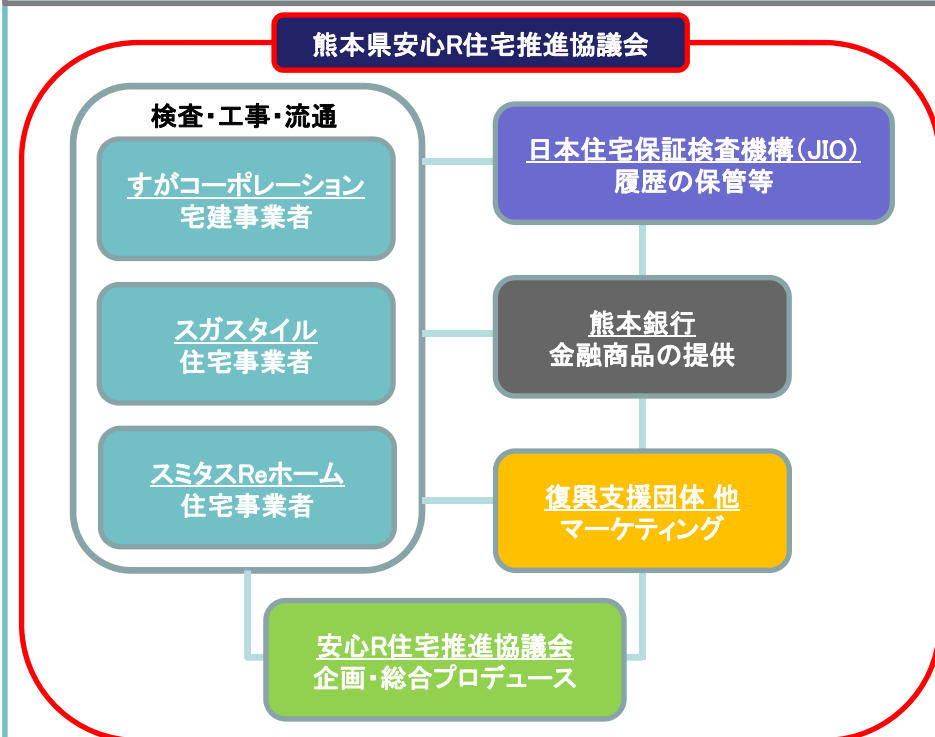 熊本県安心R住宅推進協議会
検査・工事・流通
すがコーポレーション
宅建事業者
スガスタイル
住宅事業者
スミタスReホーム
住宅事業者
日本住宅保証検査機構(JIO)
履歴の保管等
熊本銀行
金融商品の提供
復興支援団体 他
マーケティング
安心R住宅推進協議会
企画・総合プロデュース